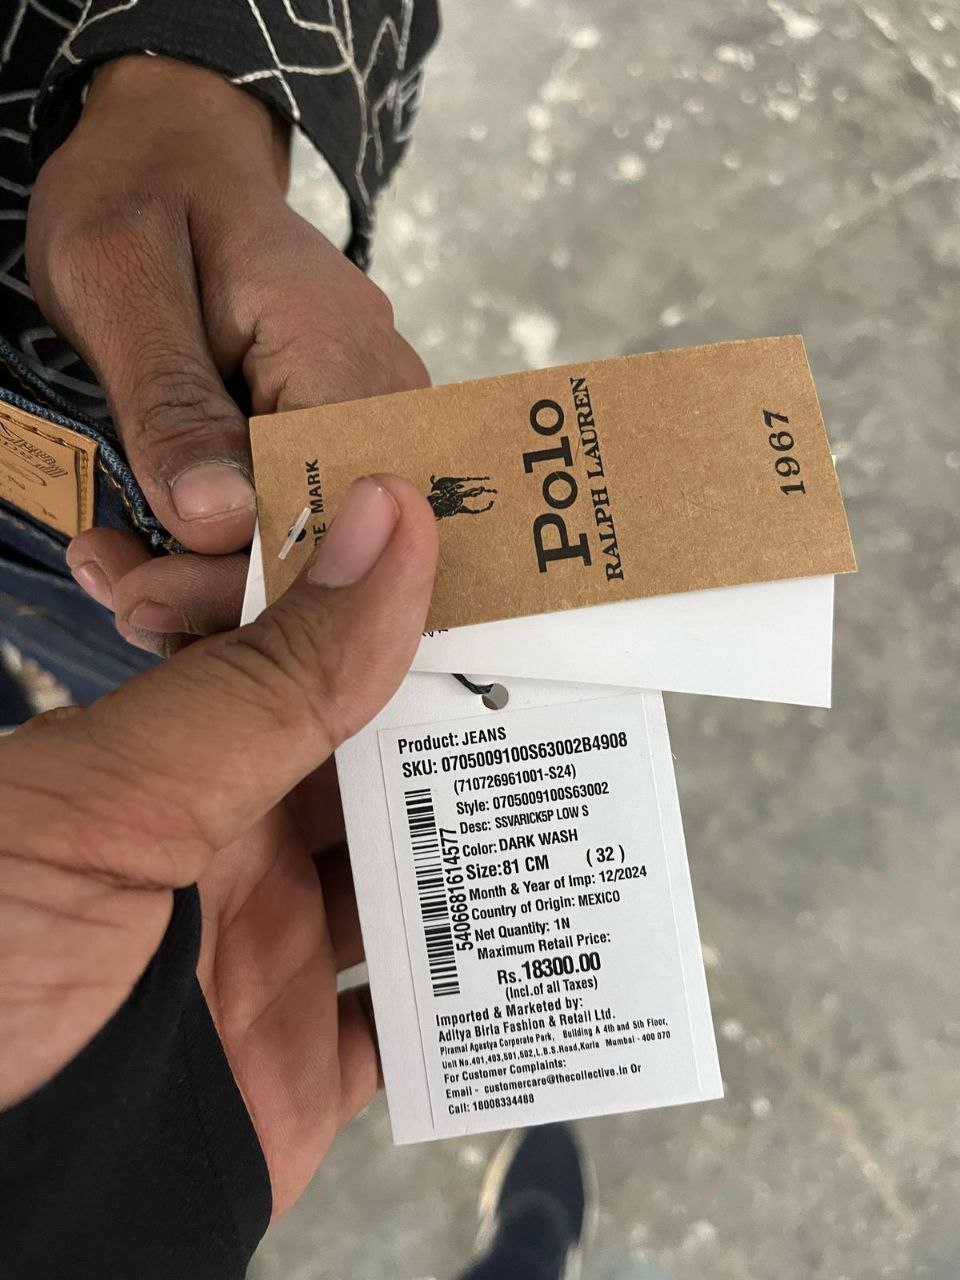 MARK
Polo
RALPH LAUREN
1967
Product: JEANS
SKU: 0705009100S63002B4908
(710726961001-S24)
Style: 0705009100S63002
Desc: SSVARICK5P LOW S
Color: DARK WASH
Size:81 CM (32)
Month & Year of Imp: 12/2024
Country of Origin: MEXICO
Net Quantity: 1N
Maximum Retail Price:
Rs.18300.00
(Incl.of all Taxes)
5406681614577
Imported & Marketed by:
Aditya Birla Fashion & Retail Ltd.
Piramal Agastya Corporate Park, Building A 4th and 5th Floor,
Unit No.401,403,501,502,L.B.S.Road,Kurla Mumbai - 400 070
For Customer Complaints:
Email - customercare@thecollective.in Or
Call: 18008334488